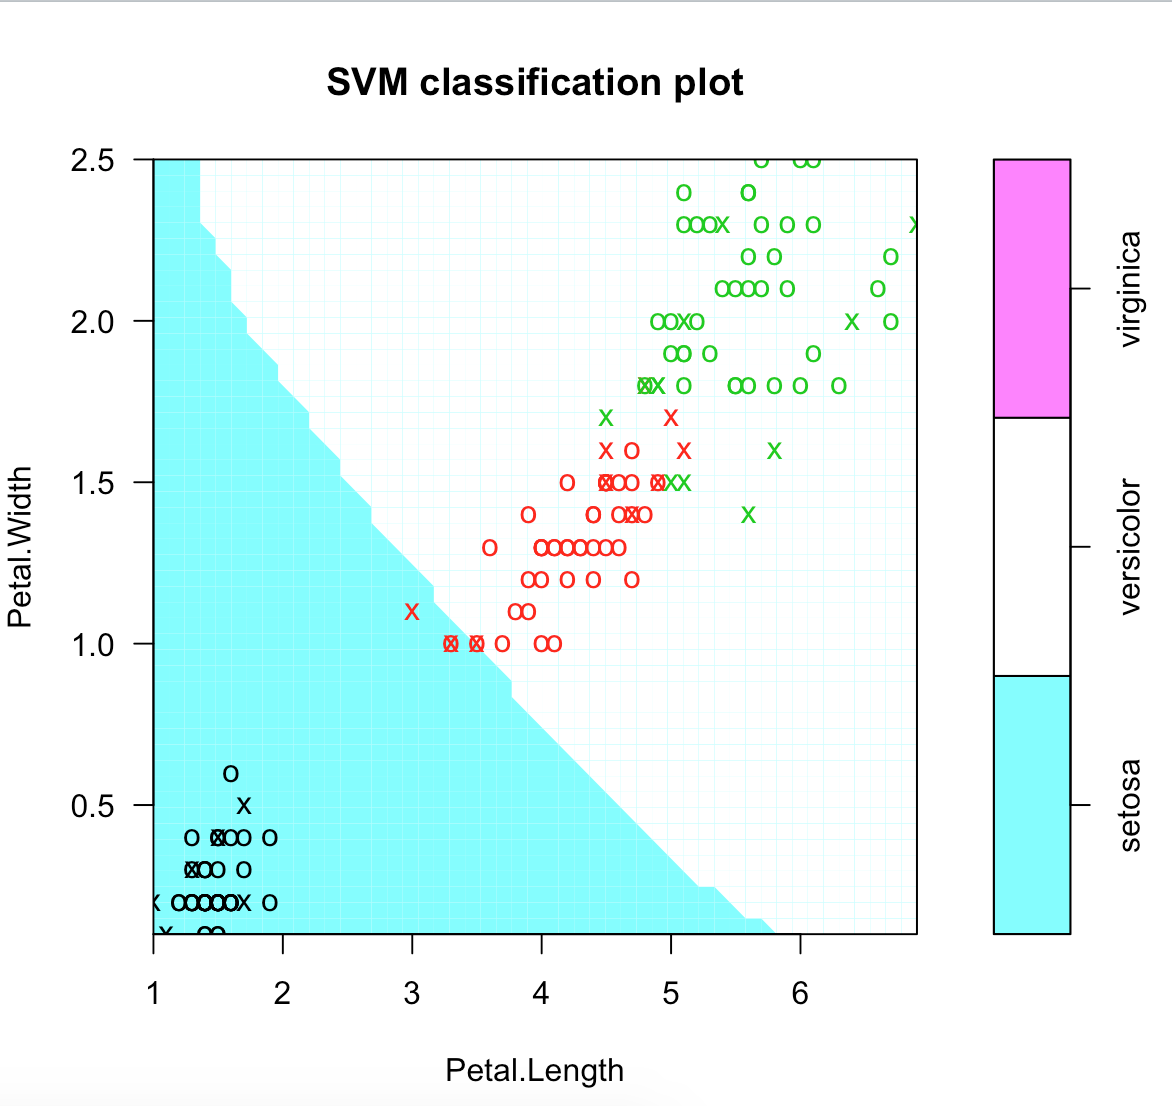 SVM classification plot
2.5
2.0
1.5
1.0
0.5
Petal.Width
1 2 3 4 5 6
Petal.Length
virginica
versicolor
setosa